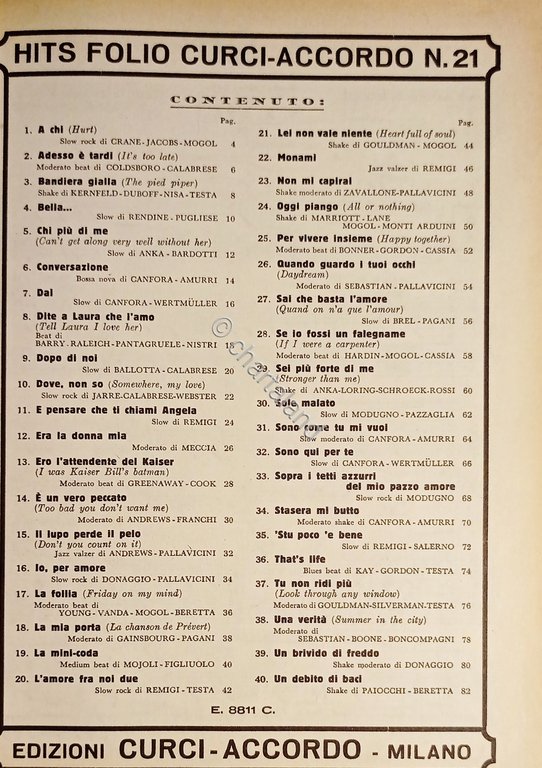 HITS FOLIO CURCI-ACCORDO N. 21
CONTENUTO:
Pag.
1. A chi (Hurt)
Slow rock di CRANE-JACOBS-MOGOL 4
2. Adesso è tardi (It's too late)
Moderato beat di COLDSBORO-CALABRESE 6
3. Bandiera gialla (The pied piper)
Shake di KERNFELD-DUBOFF-NISA-TESTA 8
4. Bella...
Slow di RENDINE-PUGLIESE 10
5. Chi più di me
(Can't get along very well without her)
Slow di ANKA-BARDOTTI 12
6. Conversazione
Bossa nova di CANFORA-AMURRI 14
7. Dai
Slow di CANFORA-WERTMÜLLER 16
8. Dite a Laura che l'amo
(Tell Laura I love her)
Beat di
BARRY-RALEICH-PANTAGRUELE-NISTRI 18
9. Dopo di noi
Slow di BALLOTTA-CALABRESE 20
10. Dove, non so (Somewhere, my love)
Slow rock di JARRE-CALABRESE-WEBSTER 22
11. E pensare che ti chiami Angela
Slow di REMIGI 24
12. Era la donna mia
Moderato di MECCIA 26
13. Ero l'attendente del Kaiser
(I was Kaiser Bill's batman)
Moderato beat di GREENAWAY-COOK 28
14. È un vero peccato
(Too bad you don't want me)
Moderato di ANDREWS-FRANCHI 30
15. Il lupo perde il pelo
(Don't you count on it)
Jazz valzer di ANDREWS-PALLAVICINI 32
16. Io, per amore
Slow rock di DONAGGIO-PALLAVICINI 34
17. La follia (Friday on my mind)
Moderato beat di
YOUNG-VANDA-MOGOL-BERETTA 36
18. La mia porta (La chanson de Prévert)
Moderato di GAINSBOURG-PAGANI 38
19. La mini-coda
Medium beat di MOJOLI-FIGLIUOLO 40
20. L'amore fra noi due
Slow rock di REMIGI-TESTA 42
Pag.
21. Lei non vale niente (Heart full of soul)
Shake di GOULDMAN-MOGOL 44
22. Monami
Jazz valzer di REMIGI 46
23. Non mi capirai
Shake moderato di ZAVALLONE-PALLAVICINI 48
24. Oggi piango (All or nothing)
Shake di MARRIOTT-LANE
MOGOL-MONTI ARDUINI 50
25. Per vivere insieme (Happy together)
Moderato beat di BONNER-GORDON-CASSIA 52
26. Quando guardo i tuoi occhi
(Daydream)
Moderato di SEBASTIAN-PALLAVICINI 54
27. Sai che basta l'amore
(Quand on n'a que l'amour)
Slow di BREL-PAGANI 56
28. Se io fossi un falegname
(If I were a carpenter)
Moderato beat di HARDIN-MOGOL-CASSIA 58
29. Sei più forte di me
(Stronger than me)
Shake di ANKA-LORING-SCHROECK-ROSSI 60
30. Sole malato
Slow di MODUGNO-PAZZAGLIA 62
31. Sono come tu mi vuoi
Slow moderato di CANFORA-AMURRI 64
32. Sono qui per te
Slow di CANFORA-WERTMÜLLER 66
33. Sopra i tetti azzurri
del mio pazzo amore
Slow rock di MODUGNO 68
34. Stasera mi butto
Moderato shake di CANFORA-AMURRI 70
35. 'Stu poco 'e bene
Slow di REMIGI-SALERNO 72
36. That's life
Blues beat di KAY-GORDON-TESTA 74
37. Tu non ridi più
(Look through any window)
Moderato di GOULDMAN-SILVERMAN-TESTA 76
38. Una verità (Summer in the city)
Moderato di
SEBASTIAN-BOONE-BONCOMPAGNI 78
39. Un brivido di freddo
Shake moderato di DONAGGIO 80
40. Un debito di baci
Shake di PAIOCCHI-BERETTA 82
E. 8811 C.
EDIZIONI CURCI-ACCORDO - MILANO